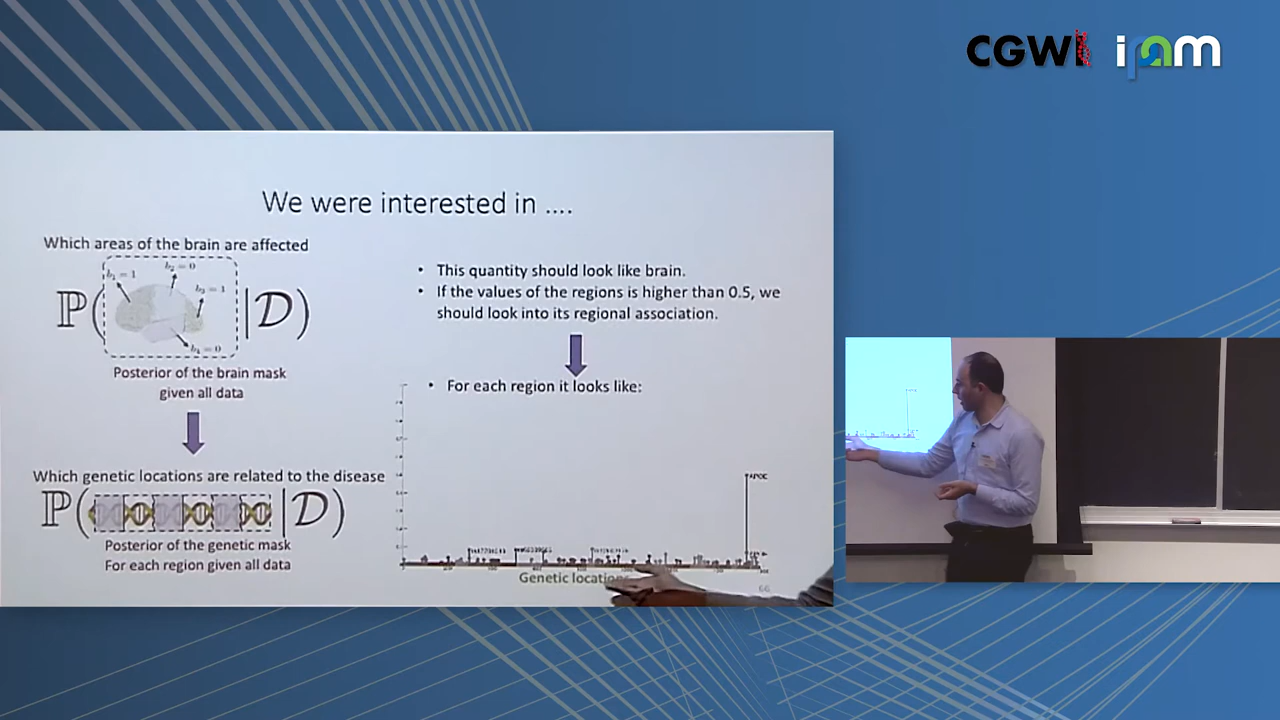 CGWI ipam
We were interested in ....
Which areas of the brain are affected
b₁ = 1
b₂ = 0
b₃ = 1
b₄ = 0
ℙ( | 𝒟)
Posterior of the brain mask
given all data
Which genetic locations are related to the disease
ℙ( | 𝒟)
Posterior of the genetic mask
For each region given all data
• This quantity should look like brain.
• If the values of the regions is higher than 0.5, we
should look into its regional association.
• For each region it looks like:
Genetic location
66